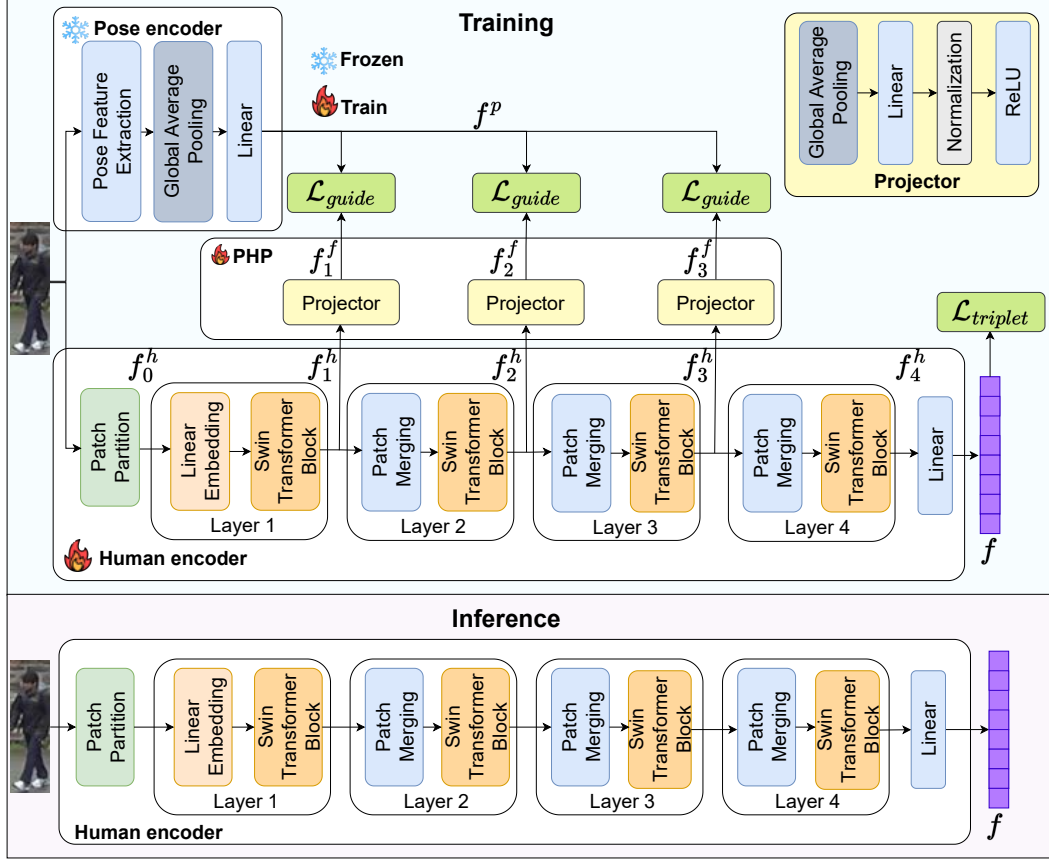 Training
Pose encoder
Pose Feature
Extraction
Global Average
Pooling
Linear
Frozen
Train
f^p
Global Average
Pooling
Linear
Normalization
ReLU
Projector
ℒ_guide
ℒ_guide
ℒ_guide
PHP
f_1^f
f_2^f
f_3^f
Projector
Projector
Projector
ℒ_triplet
f_0^h
f_1^h
f_2^h
f_3^h
f_4^h
Patch
Partition
Linear
Embedding
Swin
Transformer
Block
Layer 1
Patch
Merging
Swin
Transformer
Block
Layer 2
Patch
Merging
Swin
Transformer
Block
Layer 3
Patch
Merging
Swin
Transformer
Block
Layer 4
Linear
f
Human encoder
Inference
Patch
Partition
Linear
Embedding
Swin
Transformer
Block
Layer 1
Patch
Merging
Swin
Transformer
Block
Layer 2
Patch
Merging
Swin
Transformer
Block
Layer 3
Patch
Merging
Swin
Transformer
Block
Layer 4
Linear
f
Human encoder